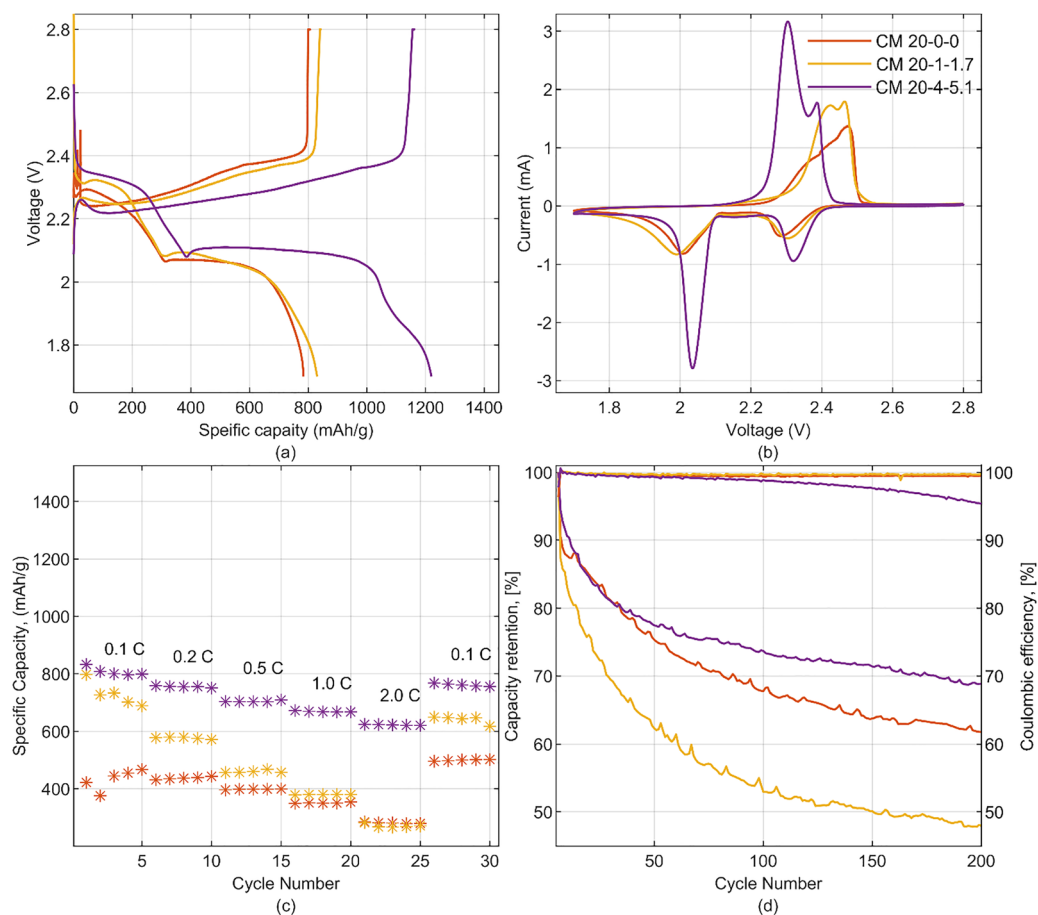 2.8
2.6
2.4
2.2
2
1.8
Voltage (V)
0 200 400 600 800 1000 1200 1400
Speific capaity (mAh/g)
(a)
3
2
1
0
-1
-2
-3
Current (mA)
CM 20-0-0
CM 20-1-1.7
CM 20-4-5.1
1.8 2 2.2 2.4 2.6 2.8
Voltage (V)
(b)
1400
1200
1000
800
600
400
Specific Capacity, (mAh/g)
0.1 C
0.2 C
0.5 C
1.0 C
2.0 C
0.1 C
5 10 15 20 25 30
Cycle Number
(c)
100
90
80
70
60
50
Capacity retention, [%]
100
90
80
70
60
50
Coulombic efficiency, [%]
50 100 150 200
Cycle Number
(d)